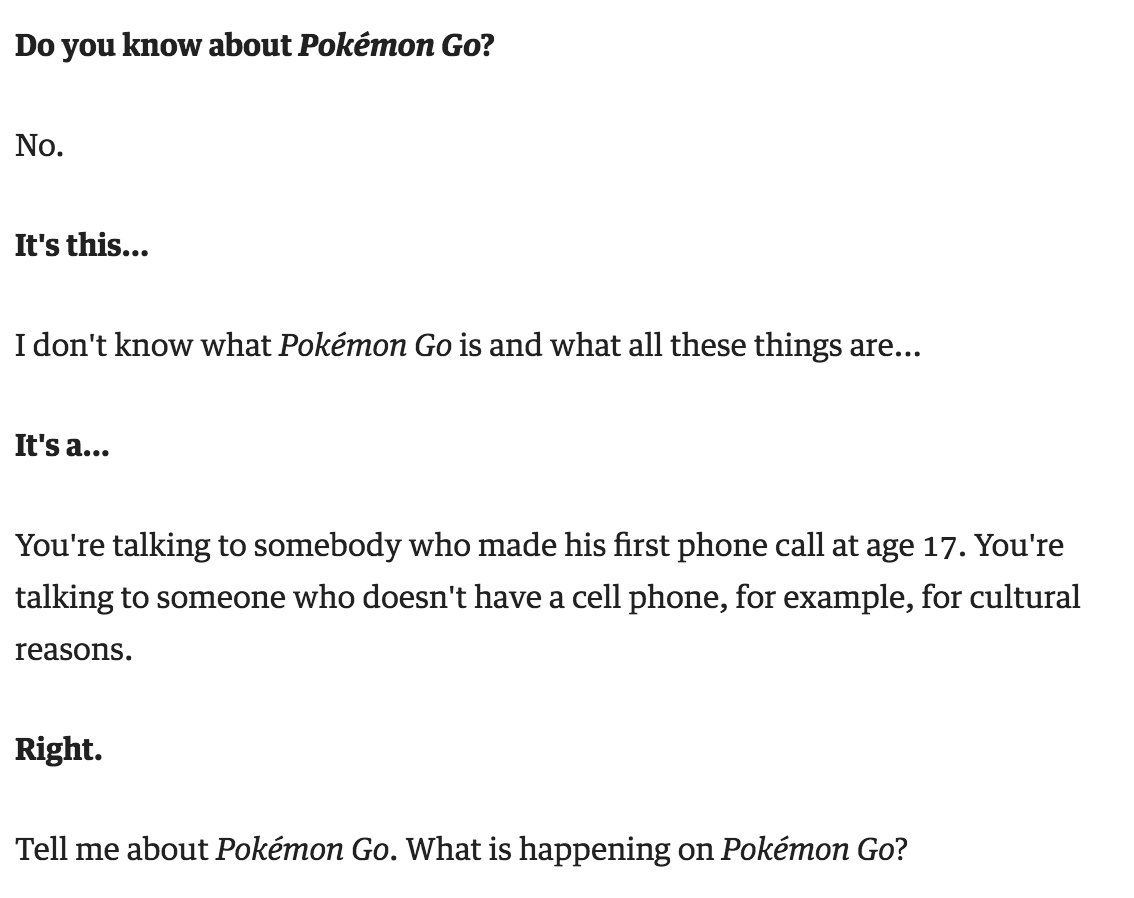 Do you know about Pokémon Go?
No.
It's this...
I don't know what Pokémon Go is and what all these things are...
It's a...
You're talking to somebody who made his first phone call at age 17. You're
talking to someone who doesn't have a cell phone, for example, for cultural
reasons.
Right.
Tell me about Pokémon Go. What is happening on Pokémon Go?